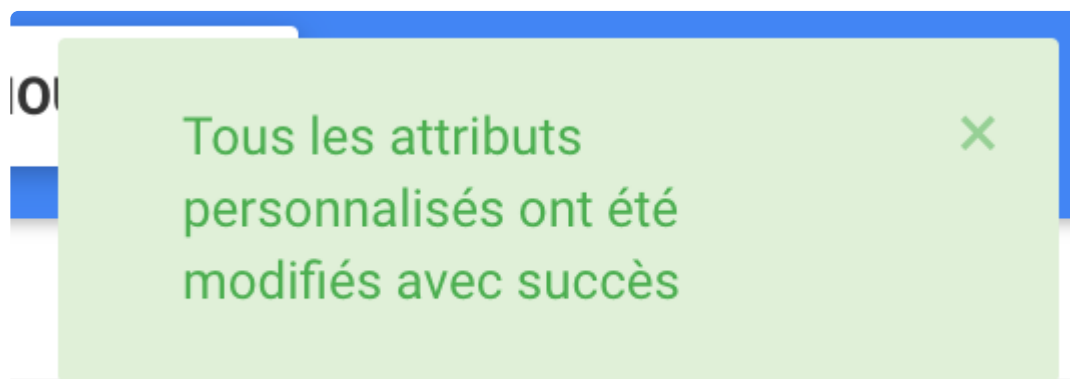 Tous les attributs
personnalisés ont été
modifiés avec succès